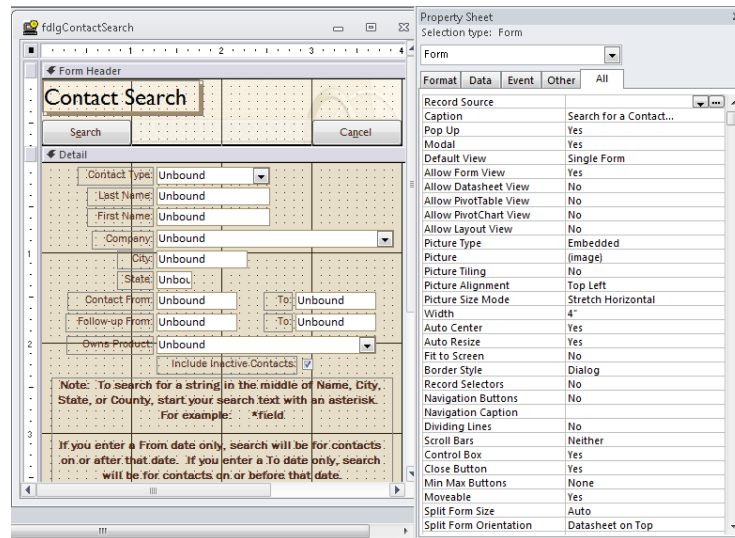 fdlgContactSearch
1 2 3 4
Form Header
Contact Search
Search Cancel
Detail
Contact Type: Unbound
Last Name: Unbound
First Name: Unbound
Company: Unbound
1
City: Unbound
State: Unbou
Contact From: Unbound To: Unbound
Follow-up From: Unbound To: Unbound
2
Owns Product: Unbound
Include Inactive Contacts:
Note: To search for a string in the middle of Name, City,
State, or County, start your search text with an asterisk.
For example: *field
3
If you enter a From date only, search will be for contacts
on or after that date. If you enter a To date only, search
will be for contacts on or before that date.
Property Sheet
Selection type: Form
Form
Format Data Event Other All
Record Source
Caption Search for a Contact...
Pop Up Yes
Modal Yes
Default View Single Form
Allow Form View Yes
Allow Datasheet View No
Allow PivotTable View No
Allow PivotChart View No
Allow Layout View No
Picture Type Embedded
Picture (image)
Picture Tiling No
Picture Alignment Top Left
Picture Size Mode Stretch Horizontal
Width 4"
Auto Center Yes
Auto Resize Yes
Fit to Screen No
Border Style Dialog
Record Selectors No
Navigation Buttons No
Navigation Caption
Dividing Lines No
Scroll Bars Neither
Control Box Yes
Close Button Yes
Min Max Buttons None
Moveable Yes
Split Form Size Auto
Split Form Orientation Datasheet on Top